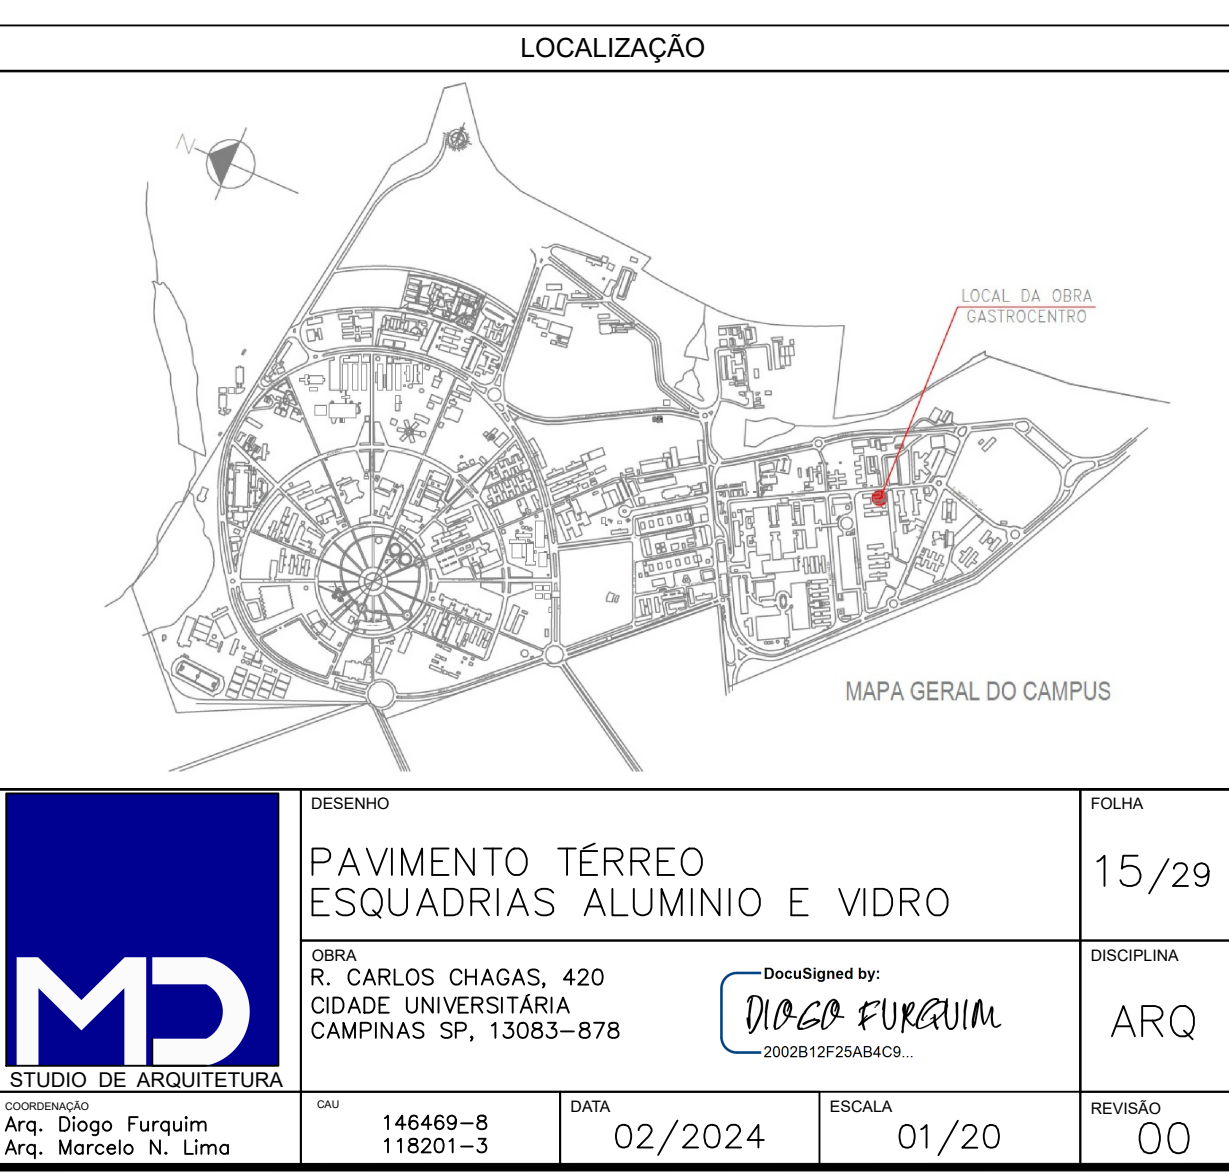 LOCALIZAÇÃO
N
LOCAL DA OBRA
GASTROCENTRO
MAPA GERAL DO CAMPUS
MD
STUDIO DE ARQUITETURA
DESENHO
PAVIMENTO TÉRREO
ESQUADRIAS ALUMINIO E VIDRO
FOLHA
15/29
OBRA
R. CARLOS CHAGAS, 420
CIDADE UNIVERSITÁRIA
CAMPINAS SP, 13083-878
DocuSigned by:
DIOGO FURQUIM
2002B12F25AB4C9...
DISCIPLINA
ARQ
COORDENAÇÃO
Arq. Diogo Furquim
Arq. Marcelo N. Lima
CAU
146469-8
118201-3
DATA
02/2024
ESCALA
01/20
REVISÃO
00